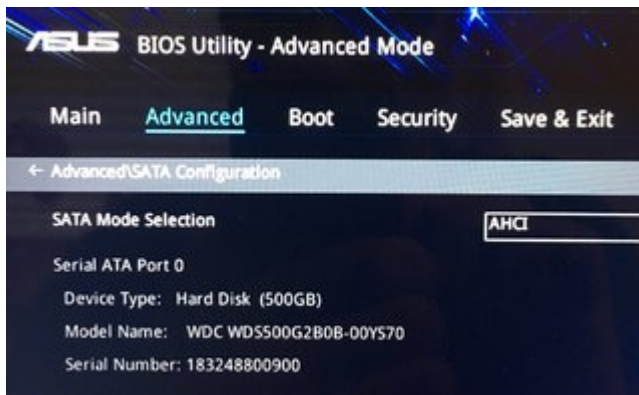 ASUS BIOS Utility - Advanced Mode
Main Advanced Boot Security Save & Exit
← Advanced\SATA Configuration
SATA Mode Selection AHCI
Serial ATA Port 0
Device Type: Hard Disk (500GB)
Model Name: WDC WDS500G2B0B-00YS70
Serial Number: 183248800900